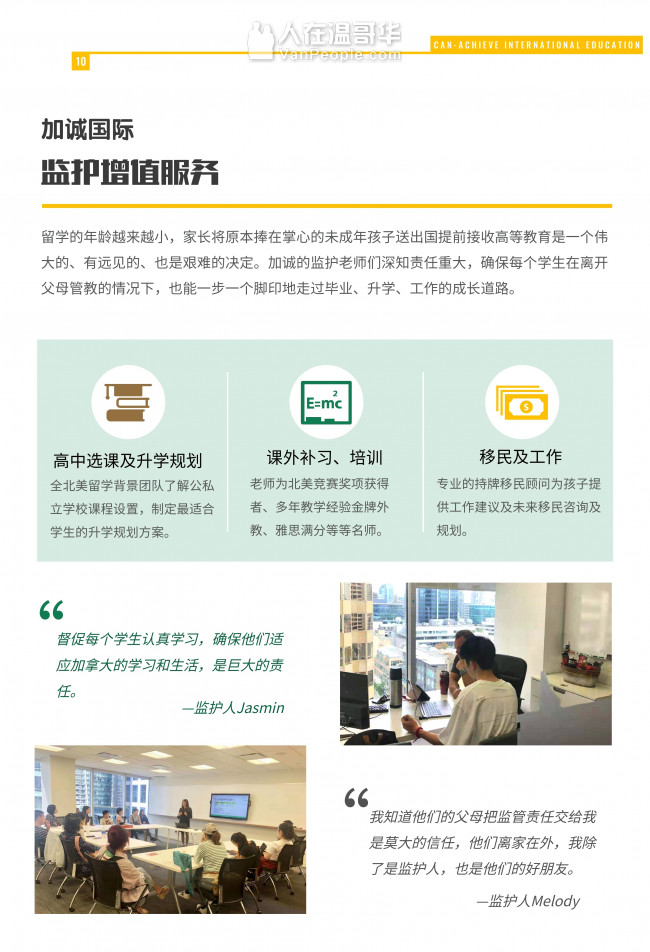 人在温哥华
VanPeople.com
CAN-ACHIEVE INTERNATIONAL EDUCATION
10
加诚国际
监护增值服务
留学的年龄越来越小，家长将原本捧在掌心的未成年孩子送出国提前接收高等教育是一个伟
大的、有远见的、也是艰难的决定。加诚的监护老师们深知责任重大，确保每个学生在离开
父母管教的情况下，也能一步一个脚印地走过毕业、升学、工作的成长道路。
E=mc2
$
高中选课及升学规划
全北美留学背景团队了解公私
立学校课程设置，制定最适合
学生的升学规划方案。
课外补习、培训
老师为北美竞赛奖项获得
者、多年教学经验金牌外
教、雅思满分等等名师。
移民及工作
专业的持牌移民顾问为孩子提
供工作建议及未来移民咨询及
规划。
“
督促每个学生认真学习，确保他们适
应加拿大的学习和生活，是巨大的责
任。
—监护人Jasmin
“
我知道他们的父母把监管责任交给我
是莫大的信任，他们离家在外，我除
了是监护人，也是他们的好朋友。
—监护人Melody